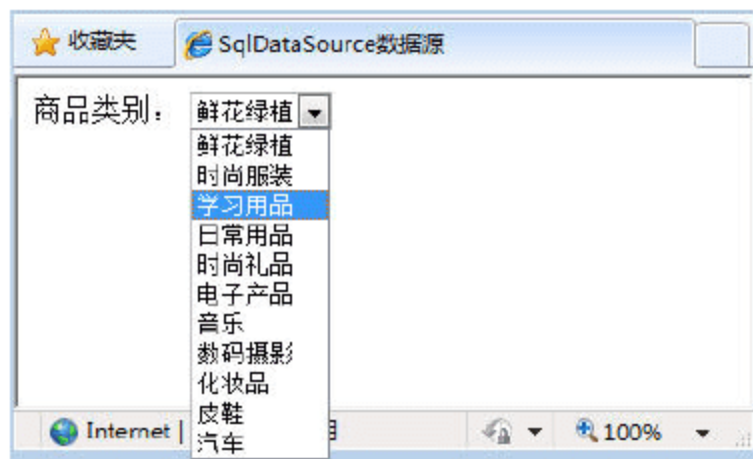 收藏夹 SqlDataSource数据源
商品类别： 鲜花绿植
鲜花绿植
时尚服装
学习用品
日常用品
时尚礼品
电子产品
音乐
数码摄影
化妆品
皮鞋
汽车
Internet | 100%